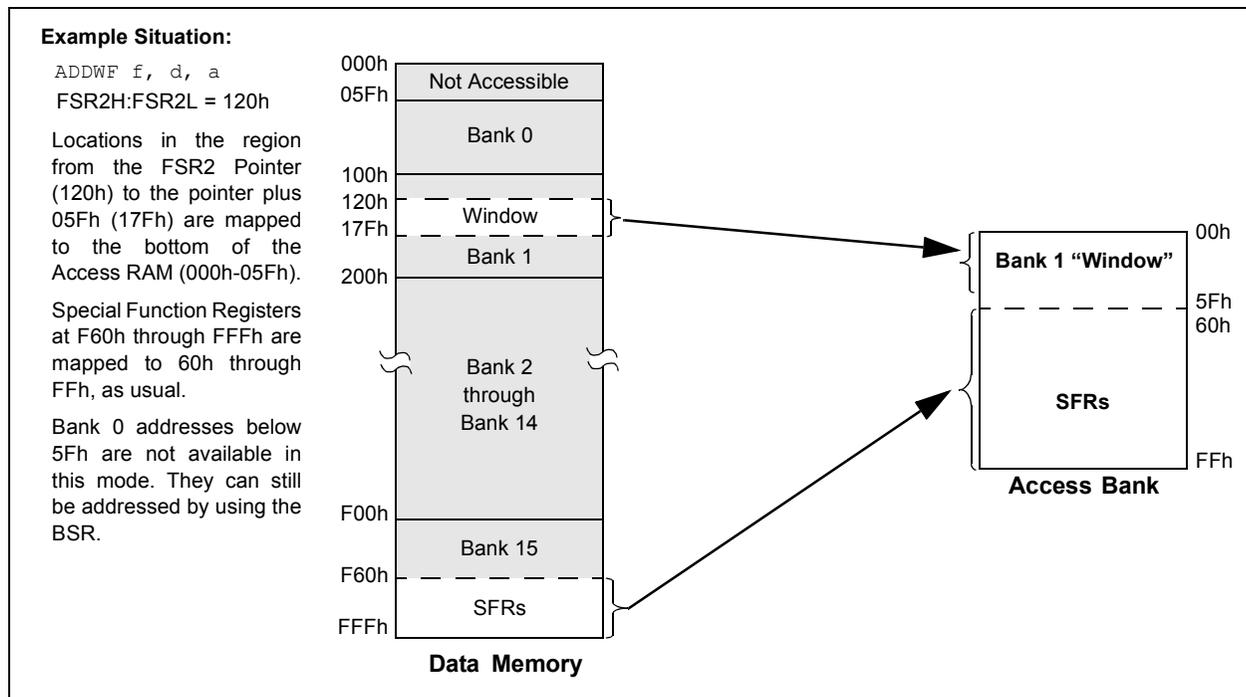 Example Situation:
ADDWF f, d, a
FSR2H:FSR2L = 120h
Locations in the region
from the FSR2 Pointer
(120h) to the pointer plus
05Fh (17Fh) are mapped
to the bottom of the
Access RAM (000h-05Fh).
Special Function Registers
at F60h through FFFh are
mapped to 60h through
FFh, as usual.
Bank 0 addresses below
5Fh are not available in
this mode. They can still
be addressed by using the
BSR.
000h
Not Accessible
05Fh
Bank 0
100h
120h
Window
17Fh
Bank 1
200h
Bank 2
through
Bank 14
F00h
Bank 15
F60h
SFRs
FFFh
Data Memory
00h
Bank 1 “Window”
5Fh
60h
SFRs
FFh
Access Bank